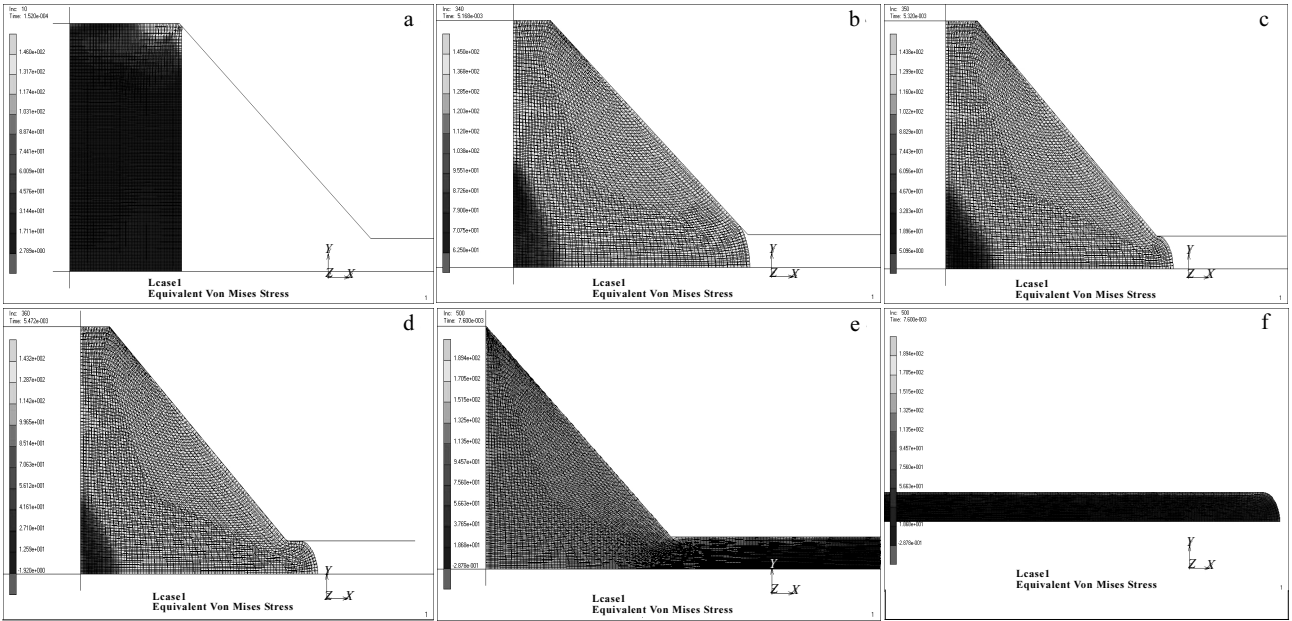 Inc: 10
Time: 1.520e-004
a
1.460e+002
1.317e+002
1.174e+002
1.031e+002
8.874e+001
7.441e+001
6.009e+001
4.576e+001
3.144e+001
1.711e+001
2.789e+000
Y
Z X
Lcase1
Equivalent Von Mises Stress
1
Inc: 340
Time: 5.168e-003
b
1.450e+002
1.368e+002
1.285e+002
1.203e+002
1.120e+002
1.038e+002
9.551e+001
8.726e+001
7.900e+001
7.075e+001
6.250e+001
Y
Z X
Lcase1
Equivalent Von Mises Stress
1
Inc: 350
Time: 5.320e-003
c
1.438e+002
1.299e+002
1.160e+002
1.022e+002
8.829e+001
7.443e+001
6.056e+001
4.670e+001
3.283e+001
1.896e+001
5.095e+000
Y
Z X
Lcase1
Equivalent Von Mises Stress
1
Inc: 360
Time: 5.472e-003
d
1.432e+002
1.287e+002
1.142e+002
9.965e+001
8.514e+001
7.063e+001
5.612e+001
4.161e+001
2.710e+001
1.259e+001
-1.920e+000
Y
Z X
Lcase1
Equivalent Von Mises Stress
1
Inc: 500
Time: 7.600e-003
e
1.894e+002
1.705e+002
1.515e+002
1.325e+002
1.135e+002
9.457e+001
7.560e+001
5.663e+001
3.765e+001
1.868e+001
-2.878e-001
Y
Z X
Lcase1
Equivalent Von Mises Stress
1
Inc: 500
Time: 7.600e-003
f
1.894e+002
1.705e+002
1.515e+002
1.325e+002
1.135e+002
9.457e+001
7.560e+001
5.663e+001
1.868e+001
-2.878e-001
Y
Z X
Lcase1
Equivalent Von Mises Stress
1